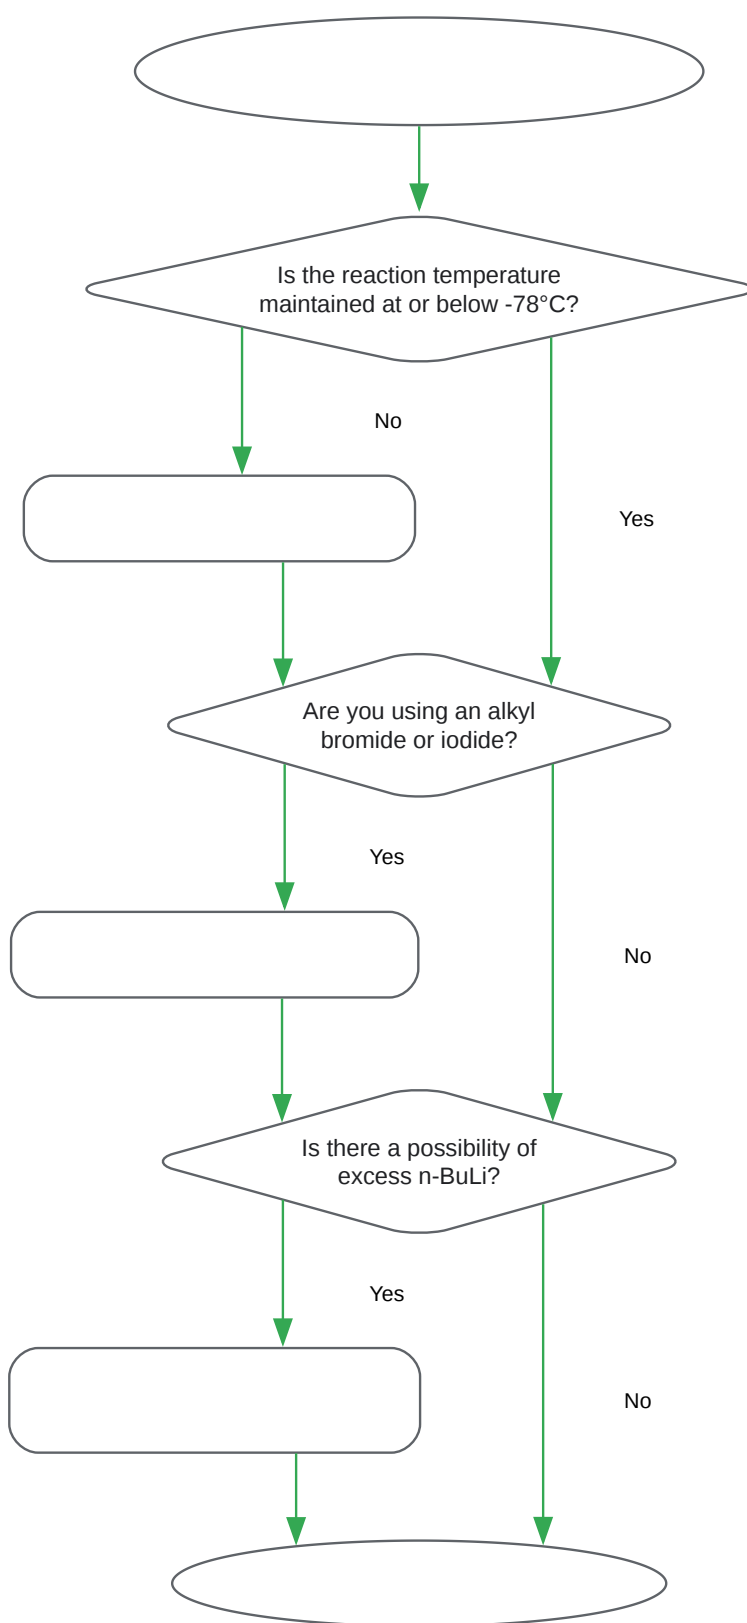 Is the reaction temperature
maintained at or below -78°C?
No
Yes
Are you using an alkyl
bromide or iodide?
Yes
No
Is there a possibility of
excess n-BuLi?
Yes
No